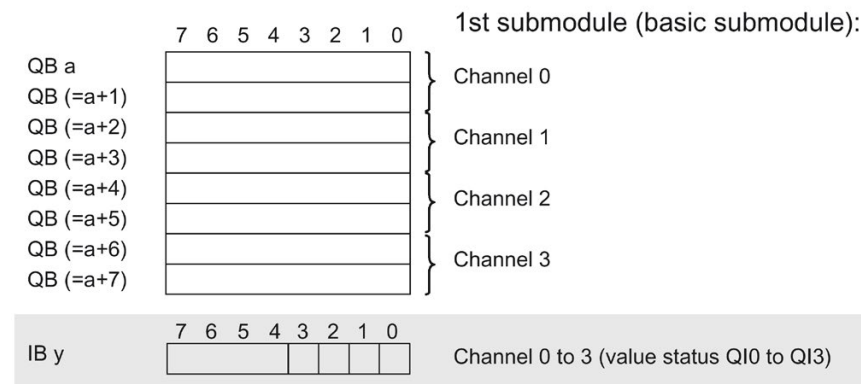 1st submodule (basic submodule):
7 6 5 4 3 2 1 0
QB a
QB (=a+1)
Channel 0
QB (=a+2)
QB (=a+3)
Channel 1
QB (=a+4)
QB (=a+5)
Channel 2
QB (=a+6)
QB (=a+7)
Channel 3
7 6 5 4 3 2 1 0
IB y
Channel 0 to 3 (value status QI0 to QI3)